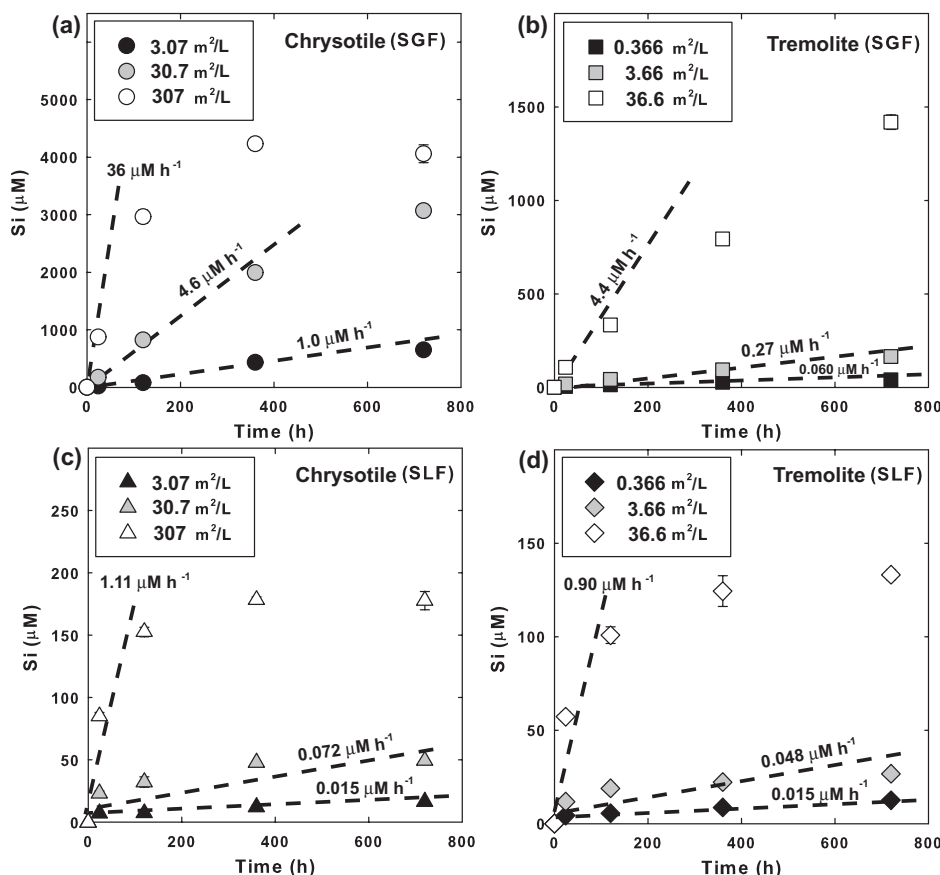 (a)
Chrysotile (SGF)
3.07 m²/L
30.7 m²/L
307 m²/L
6000
5000
4000
3000
2000
1000
0
Si (μM)
36 μM h⁻¹
4.6 μM h⁻¹
1.0 μM h⁻¹
0 200 400 600 800
Time (h)
(b)
Tremolite (SGF)
0.366 m²/L
3.66 m²/L
36.6 m²/L
1500
1000
500
0
Si (μM)
4.4 μM h⁻¹
0.27 μM h⁻¹
0.060 μM h⁻¹
0 200 400 600 800
Time (h)
(c)
Chrysotile (SLF)
3.07 m²/L
30.7 m²/L
307 m²/L
250
200
150
100
50
0
Si (μM)
1.11 μM h⁻¹
0.072 μM h⁻¹
0.015 μM h⁻¹
0 200 400 600 800
Time (h)
(d)
Tremolite (SLF)
0.366 m²/L
3.66 m²/L
36.6 m²/L
150
100
50
0
Si (μM)
0.90 μM h⁻¹
0.048 μM h⁻¹
0.015 μM h⁻¹
0 200 400 600 800
Time (h)